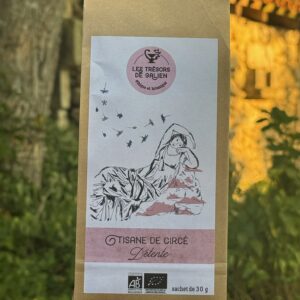 LES TRÉSORS
DE GALIEN
TISANE DE CIRCÉ
Détente
AB
sachet de 30 g